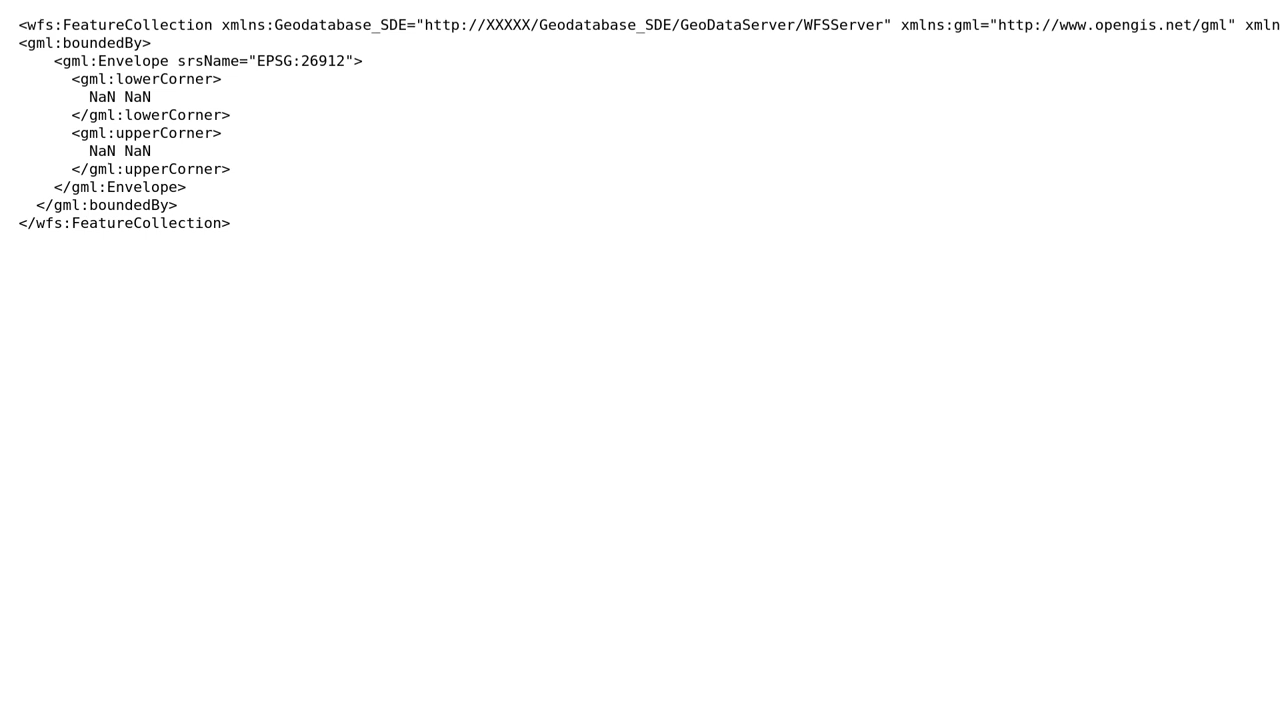 <wfs:FeatureCollection xmlns:Geodatabase_SDE="http://XXXXX/Geodatabase_SDE/GeoDataServer/WFSServer" xmlns:gml="http://www.opengis.net/gml" xmln
<gml:boundedBy>
    <gml:Envelope srsName="EPSG:26912">
      <gml:lowerCorner>
        NaN NaN
      </gml:lowerCorner>
      <gml:upperCorner>
        NaN NaN
      </gml:upperCorner>
    </gml:Envelope>
  </gml:boundedBy>
</wfs:FeatureCollection>